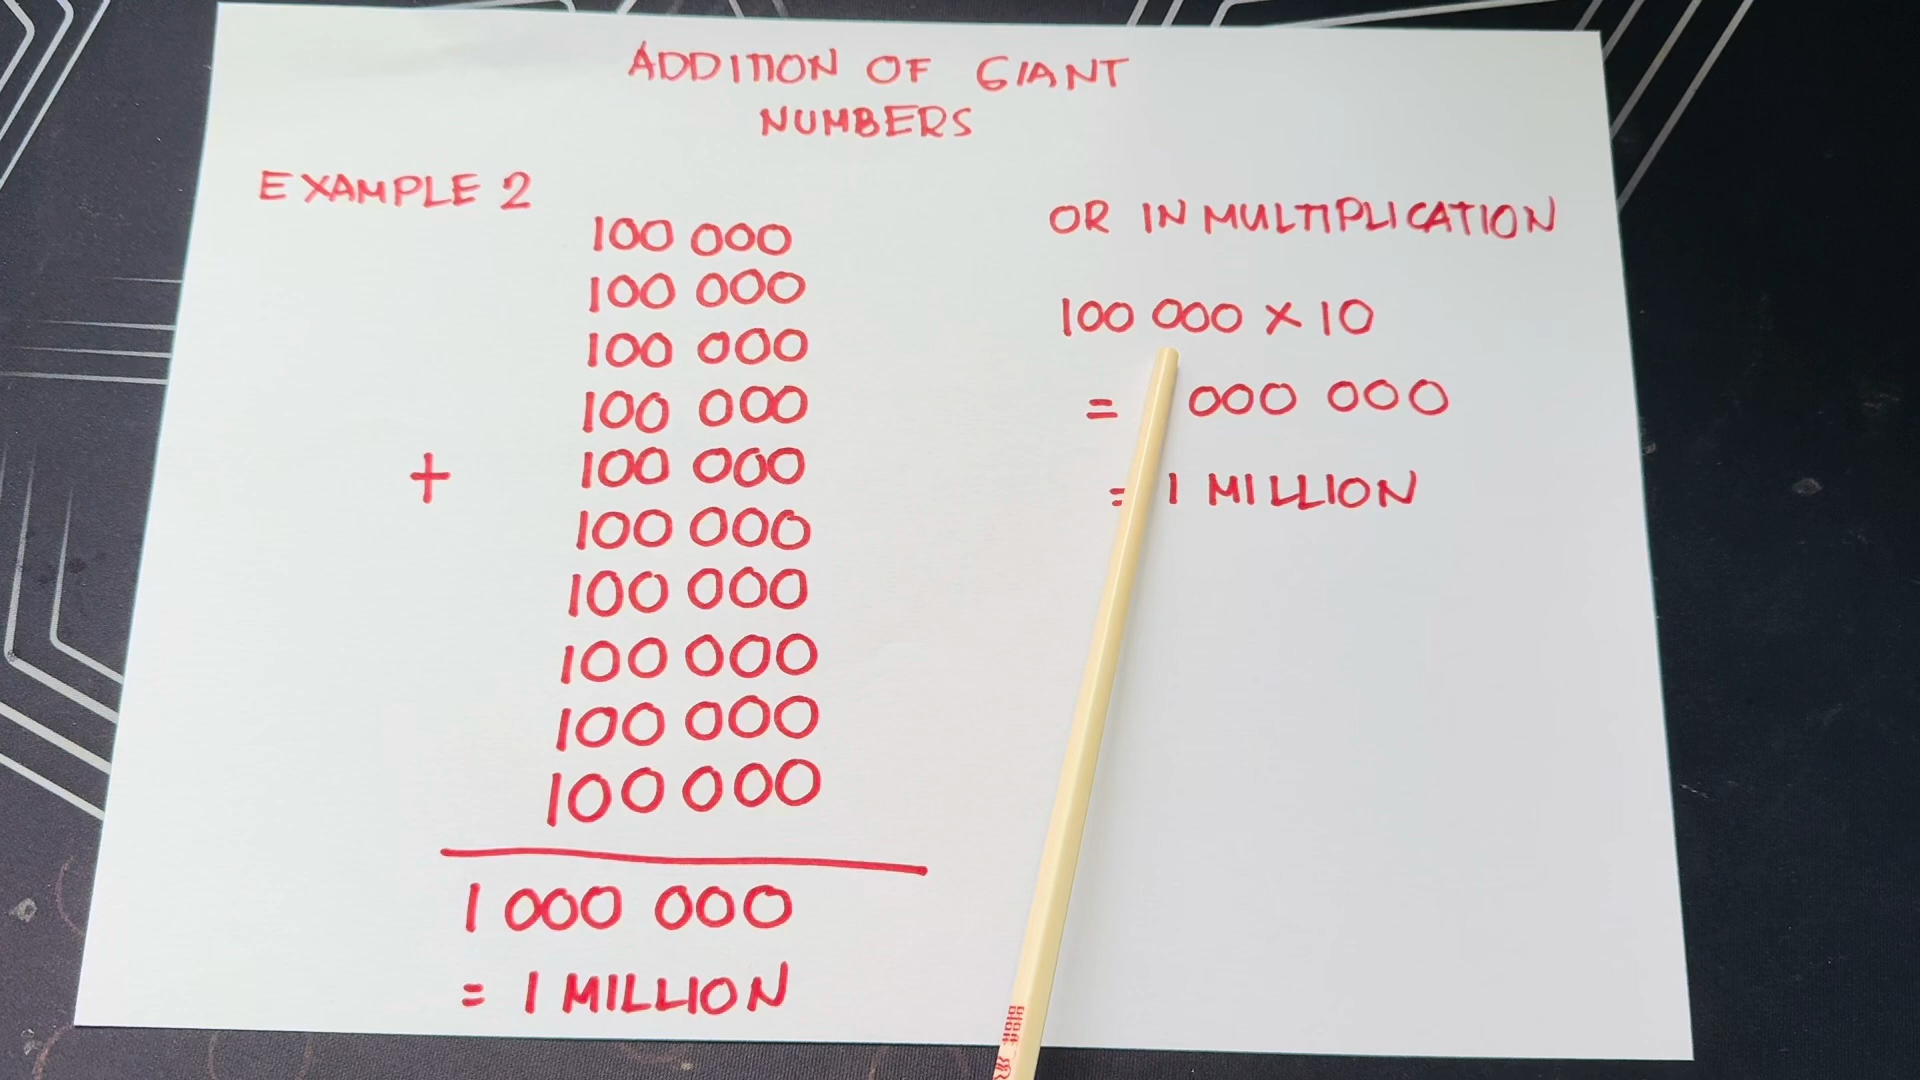 ADDITION OF GIANT
NUMBERS
EXAMPLE 2
100 000
100 000
100 000
100 000
+ 100 000
100 000
100 000
100 000
100 000
100 000
1 000 000
= 1 MILLION
OR IN MULTIPLICATION
100 000 x 10
= 000 000
= 1 MILLION